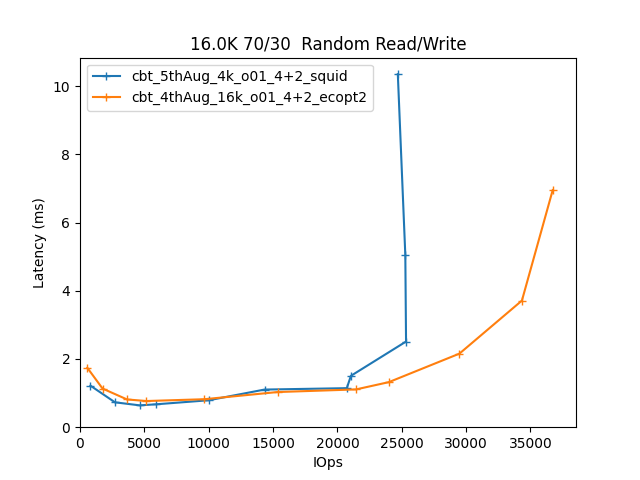 16.0K 70/30  Random Read/Write
cbt_5thAug_4k_o01_4+2_squid
cbt_4thAug_16k_o01_4+2_ecopt2
Latency (ms)
10
8
6
4
2
0
0 5000 10000 15000 20000 25000 30000 35000
IOps